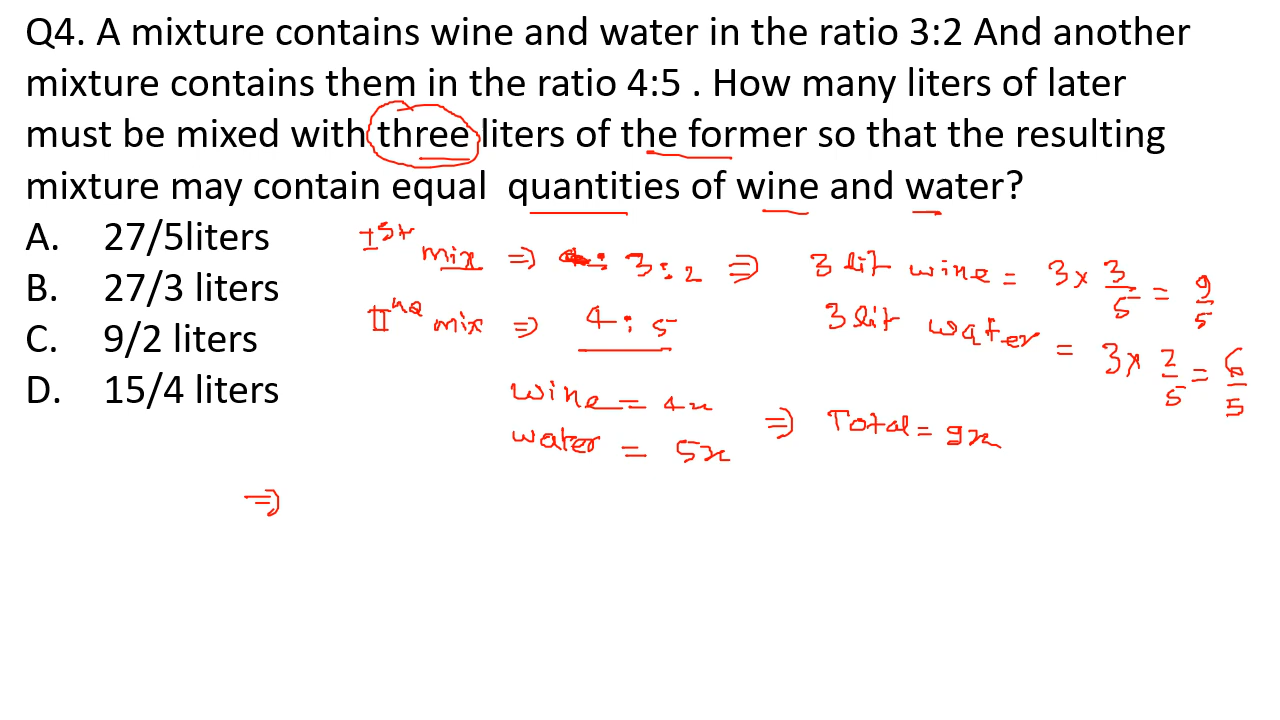 Q4. A mixture contains wine and water in the ratio 3:2 And another
mixture contains them in the ratio 4:5 . How many liters of later
must be mixed with three liters of the former so that the resulting
mixture may contain equal quantities of wine and water?
A. 27/5liters
B. 27/3 liters
C. 9/2 liters
D. 15/4 liters
Ist mix ⇒ 3:2 ⇒ 3 lit wine = 3 × 3/5 = 9/5
IInd mix ⇒ 4:5 3 lit water = 3 × 2/5 = 6/5
wine = 4x
water = 5x ⇒ Total = 9x
⇒